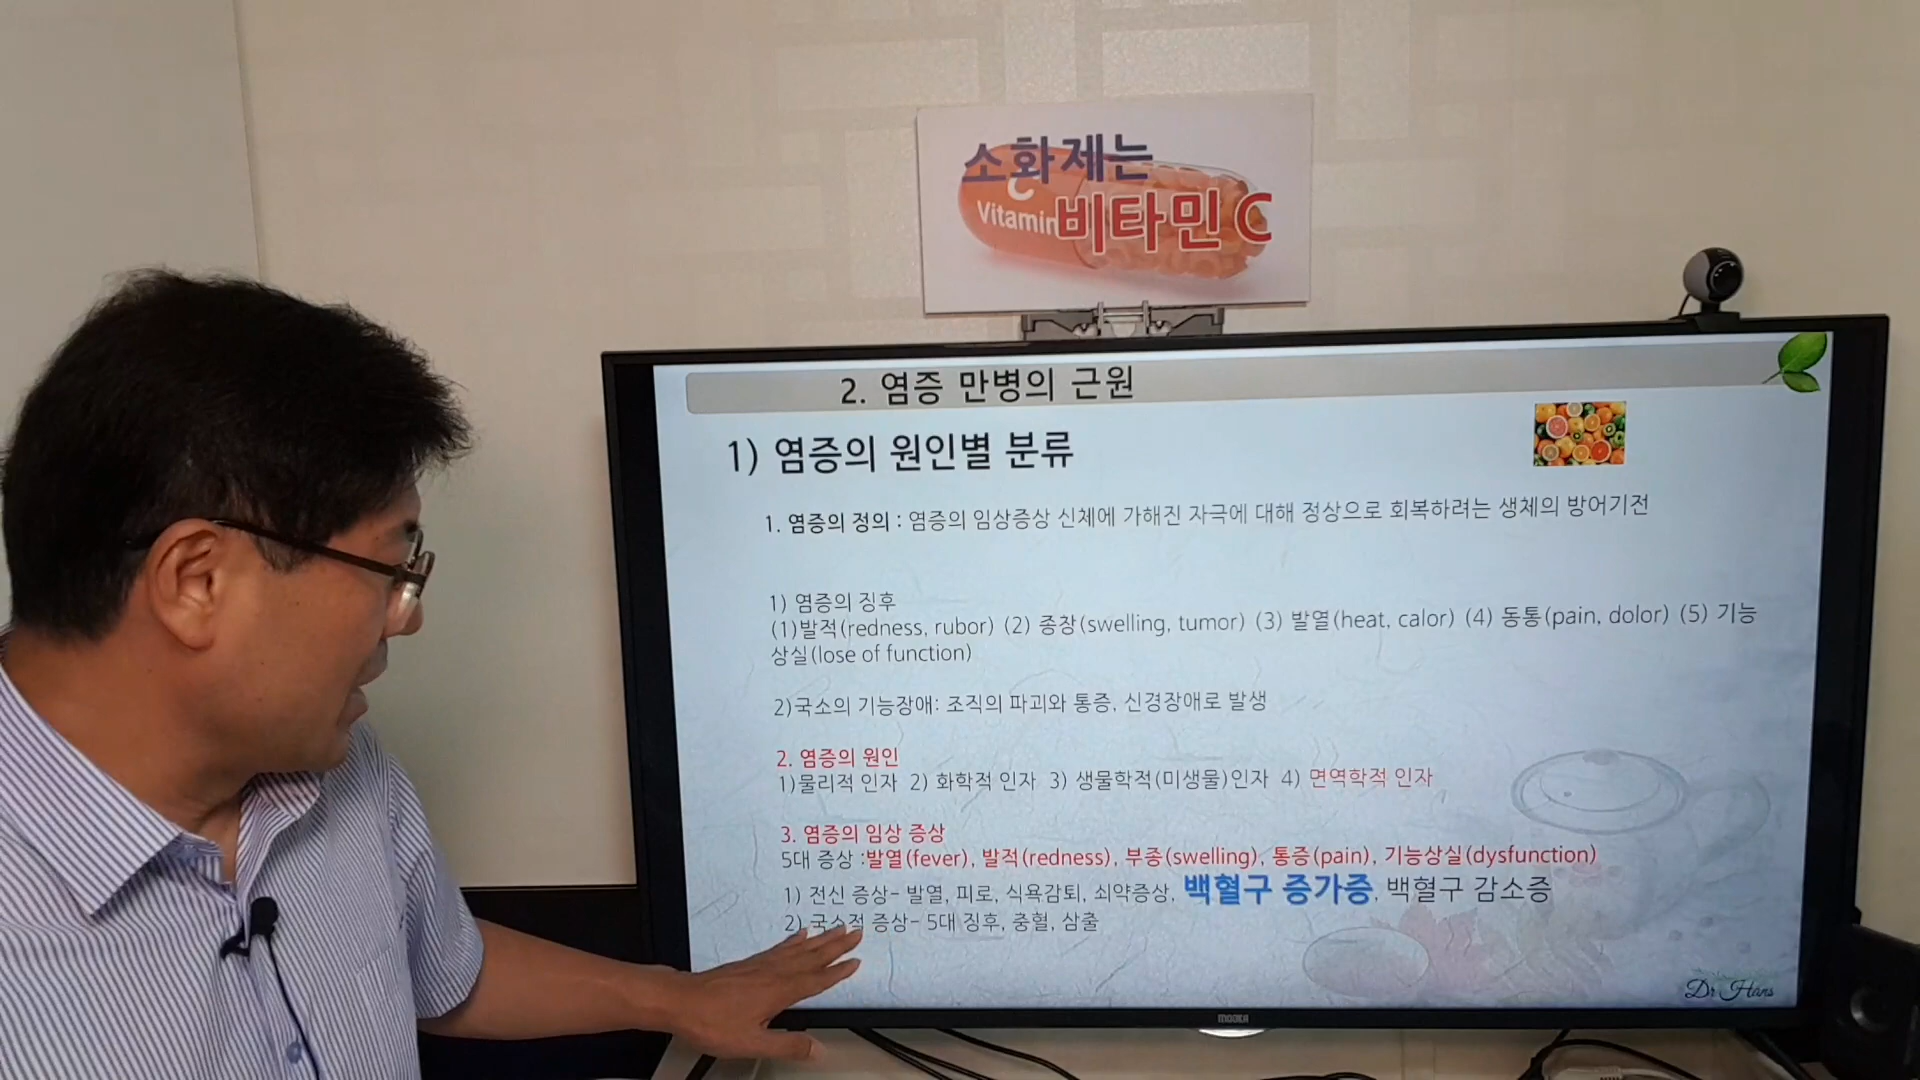 소화제는
C
Vitamin
비타민 C
2. 염증 만병의 근원
1) 염증의 원인별 분류
1. 염증의 정의 : 염증의 임상증상 신체에 가해진 자극에 대해 정상으로 회복하려는 생체의 방어기전
1) 염증의 징후
(1)발적(redness, rubor) (2) 종창(swelling, tumor) (3) 발열(heat, calor) (4) 동통(pain, dolor) (5) 기능
상실(lose of function)
2)국소의 기능장애: 조직의 파괴와 통증, 신경장애로 발생
2. 염증의 원인
1)물리적 인자 2) 화학적 인자 3) 생물학적(미생물)인자 4) 면역학적 인자
3. 염증의 임상 증상
5대 증상 :발열(fever), 발적(redness), 부종(swelling), 통증(pain), 기능상실(dysfunction)
1) 전신 증상- 발열, 피로, 식욕감퇴, 쇠약증상, 백혈구 증가증, 백혈구 감소증
2) 국소적 증상- 5대 징후, 충혈, 삼출
Dr Hans